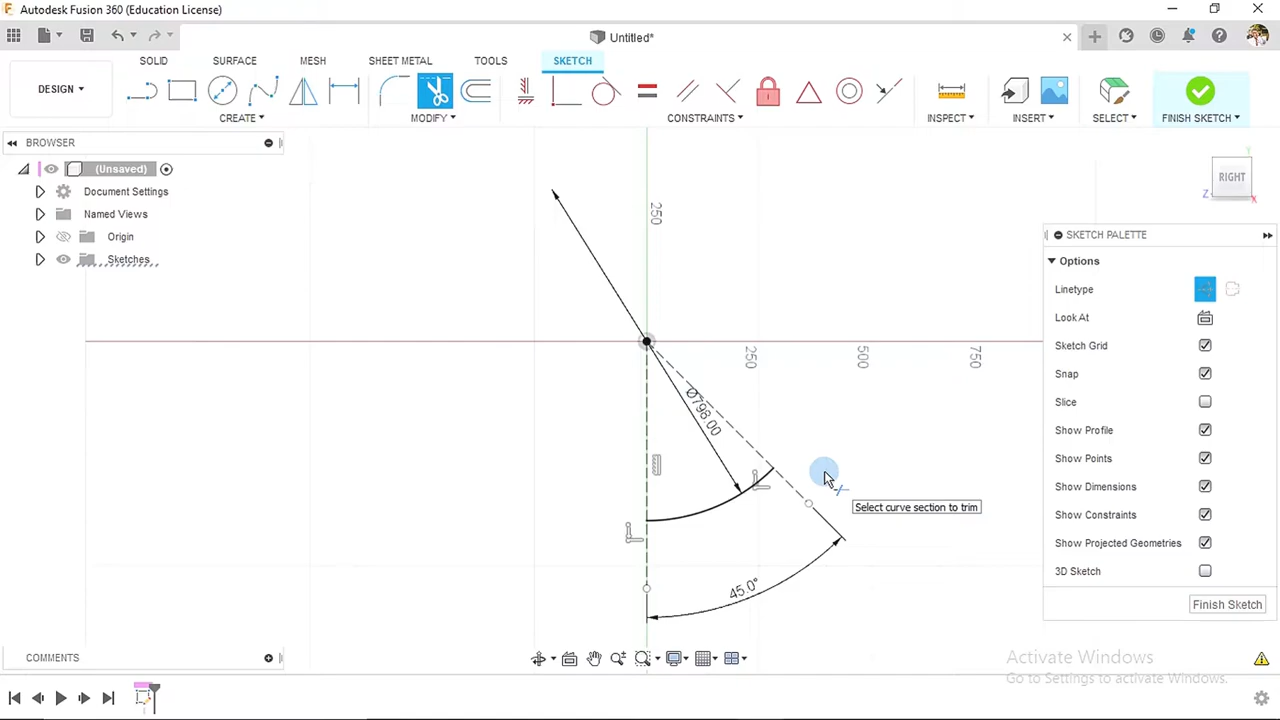 Autodesk Fusion 360 (Education License)
Untitled*
SOLID SURFACE MESH SHEET METAL SKETCH TOOLS
DESIGN
CREATE MODIFY CONSTRAINTS INSPECT INSERT SELECT FINISH SKETCH
BROWSER
(Unsaved)
Document Settings
Named Views
Origin
Sketches
RIGHT
Y
Z
X
250
250
500
750
Ø798.00
45.0°
Select curve section to trim
SKETCH PALETTE
Options
Linetype
Look At
Sketch Grid
Snap
Slice
Show Profile
Show Points
Show Dimensions
Show Constraints
Show Projected Geometries
3D Sketch
Finish Sketch
COMMENTS
Activate Windows
Go to Settings to activate Windows.